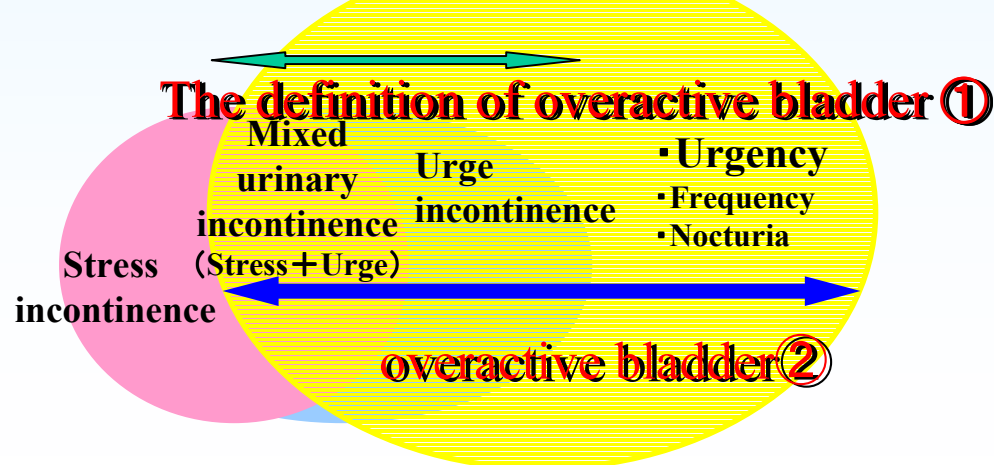 The definition of overactive bladder ①
Mixed
urinary
incontinence
（Stress＋Urge）
Urge
incontinence
・Urgency
・Frequency
・Nocturia
Stress
incontinence
overactive bladder②